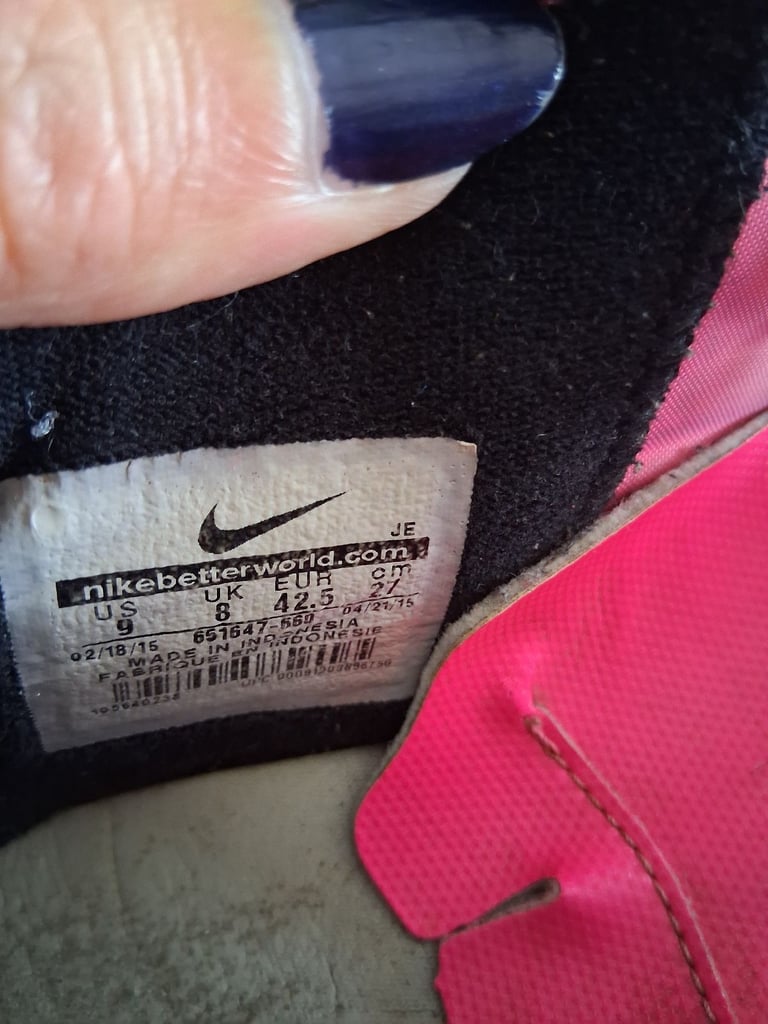 JE
nikebetterworld.com
US UK EUR cm
9 8 42.5 27
02/18/15 651647-660 04/21/15
MADE IN INDONESIA
FABRIQUE EN INDONESIE
UPC